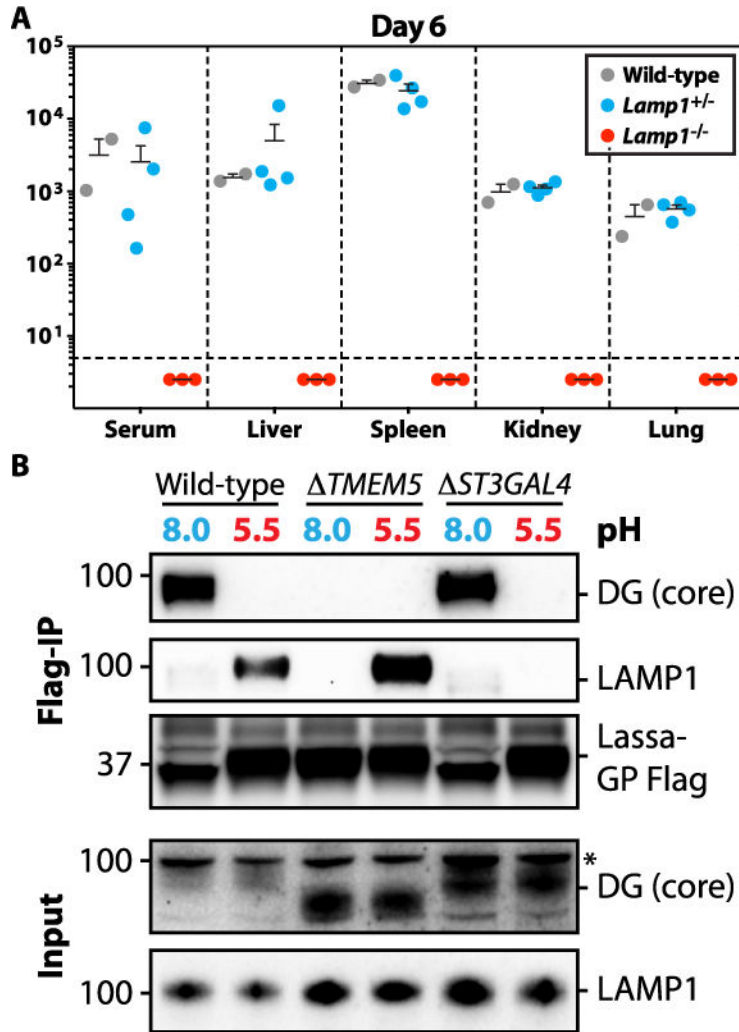 A
Day 6
10^5
10^4
10^3
10^2
10^1
Wild-type
Lamp1^+/-
Lamp1^-/-
Serum Liver Spleen Kidney Lung
B
Wild-type ΔTMEM5 ΔST3GAL4
8.0 5.5 8.0 5.5 8.0 5.5 pH
Flag-IP
100 DG (core)
100 LAMP1
37 Lassa-
GP Flag
Input
100 *
DG (core)
100 LAMP1